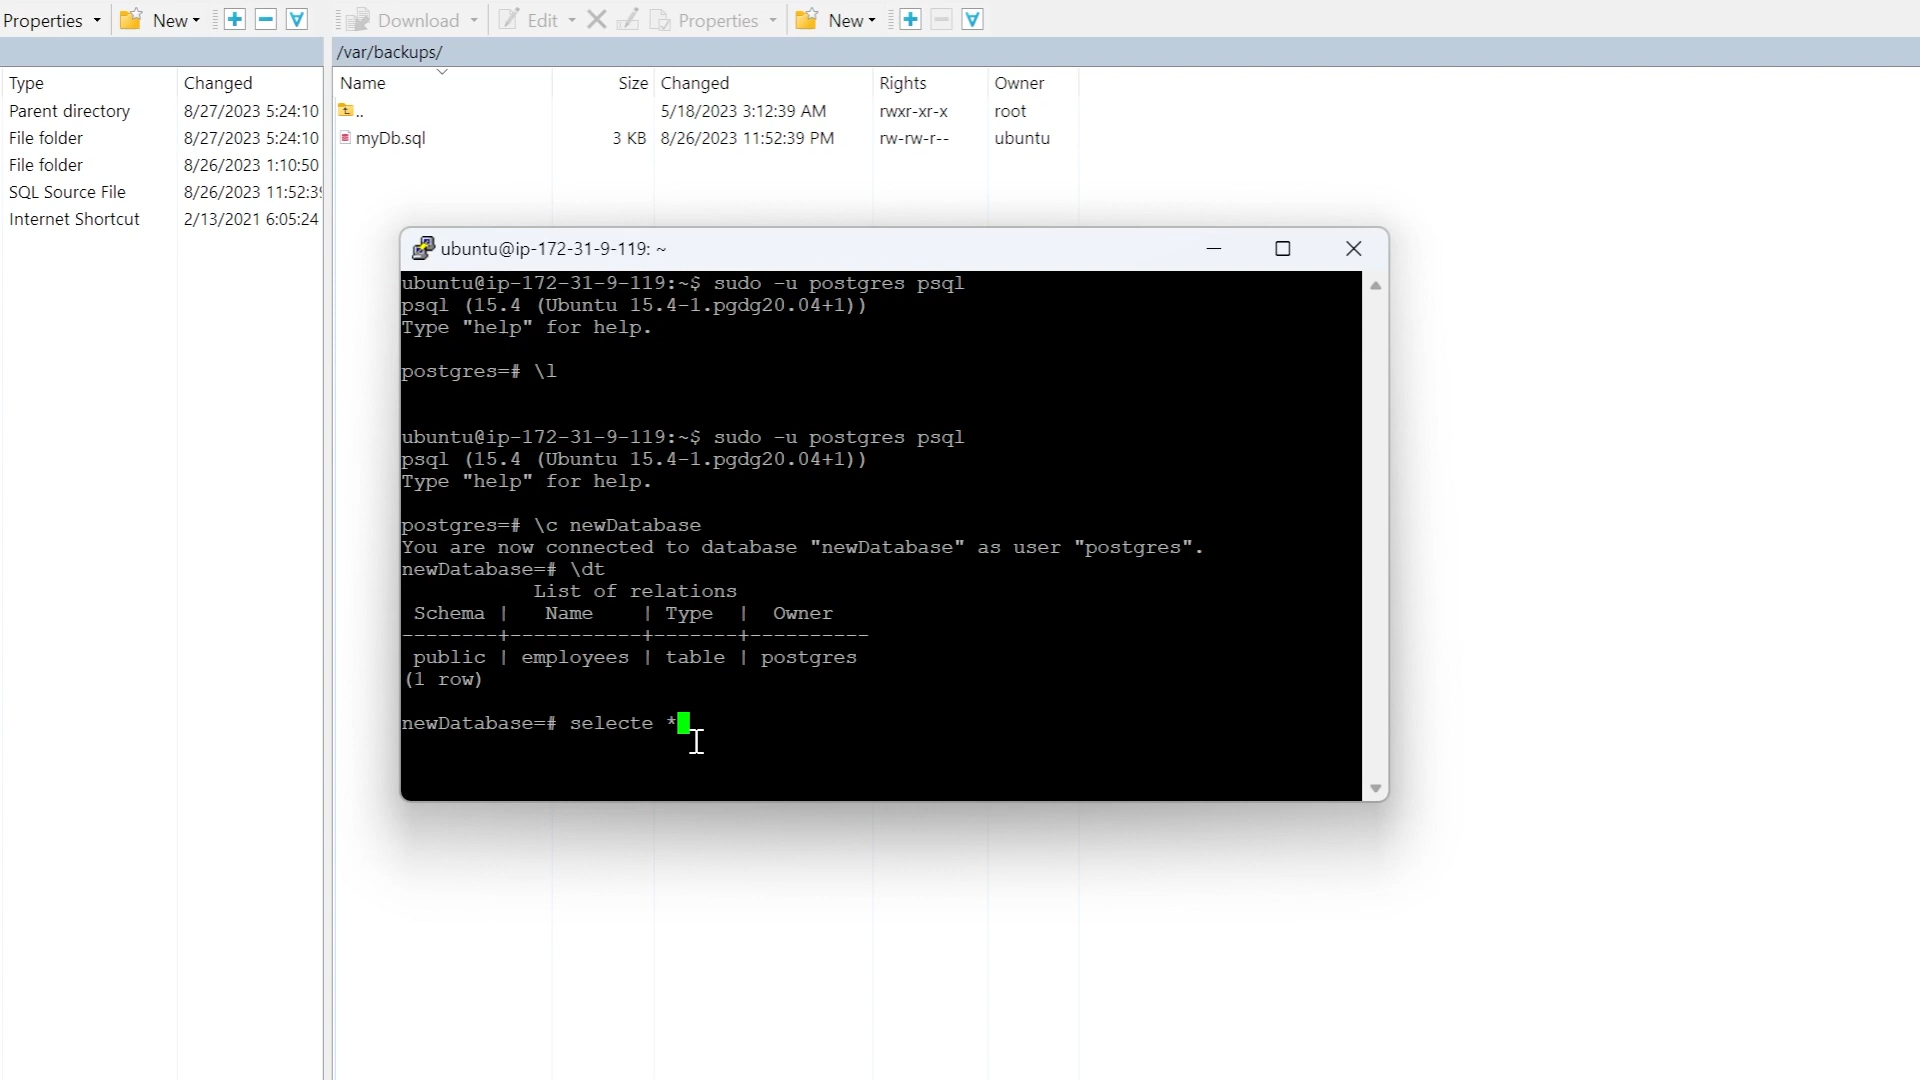 Properties New Download Edit Properties New
/var/backups/
Type Changed Name Size Changed Rights Owner
Parent directory 8/27/2023 5:24:10 .. 5/18/2023 3:12:39 AM rwxr-xr-x root
File folder 8/27/2023 5:24:10 myDb.sql 3 KB 8/26/2023 11:52:39 PM rw-rw-r-- ubuntu
File folder 8/26/2023 1:10:50
SQL Source File 8/26/2023 11:52:39
Internet Shortcut 2/13/2021 6:05:24
ubuntu@ip-172-31-9-119: ~
ubuntu@ip-172-31-9-119:~$ sudo -u postgres psql
psql (15.4 (Ubuntu 15.4-1.pgdg20.04+1))
Type "help" for help.
postgres=# \l
ubuntu@ip-172-31-9-119:~$ sudo -u postgres psql
psql (15.4 (Ubuntu 15.4-1.pgdg20.04+1))
Type "help" for help.
postgres=# \c newDatabase
You are now connected to database "newDatabase" as user "postgres".
newDatabase=# \dt
List of relations
Schema | Name | Type | Owner
--------+-----------+-------+----------
public | employees | table | postgres
(1 row)
newDatabase=# selecte *